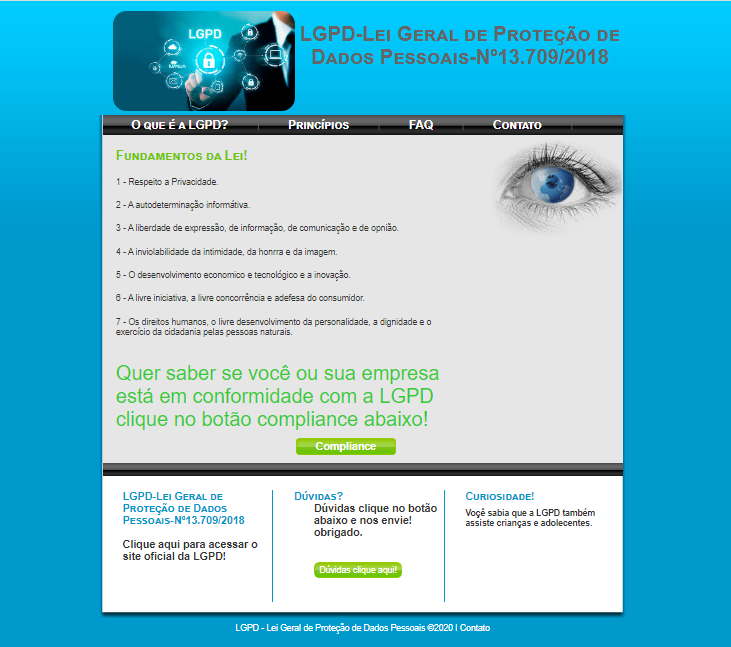 LGPD
LGPD-Lei Geral de Proteção de
Dados Pessoais-Nº13.709/2018
O que é a LGPD?
Princípios
FAQ
Contato
Fundamentos da Lei!
1 - Respeito a Privacidade.
2 - A autodeterminação informátiva.
3 - A liberdade de expressão, de informação, de comunicação e de opnião.
4 - A inviolabilidade da intimidade, da honrra e da imagem.
5 - O desenvolvimento economico e tecnológico e a inovação.
6 - A livre iniciativa, a livre concorrência e adefesa do consumidor.
7 - Os direitos humanos, o livre desenvolvimento da personalidade, a dignidade e o
exercício da cidadania pelas pessoas naturais.
Quer saber se você ou sua empresa
está em conformidade com a LGPD
clique no botão compliance abaixo!
Compliance
LGPD-Lei Geral de
Proteção de Dados
Pessoais-Nº13.709/2018
Clique aqui para acessar o
site oficial da LGPD!
Dúvidas?
Dúvidas clique no botão
abaixo e nos envie!
obrigado.
Dúvidas clique aqui!
Curiosidade!
Voçê sabia que a LGPD também
assiste crianças e adolecentes.
LGPD - Lei Geral de Proteção de Dados Pessoais ©2020 I Contato